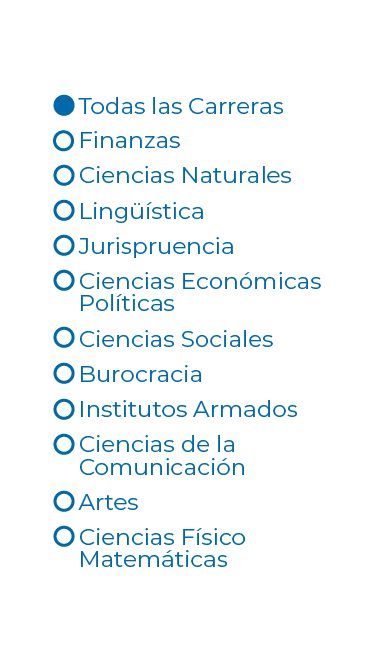 Todas las Carreras
Finanzas
Ciencias Naturales
Lingüística
Jurispruencia
Ciencias Económicas
Políticas
Ciencias Sociales
Burocracia
Institutos Armados
Ciencias de la
Comunicación
Artes
Ciencias Físico
Matemáticas